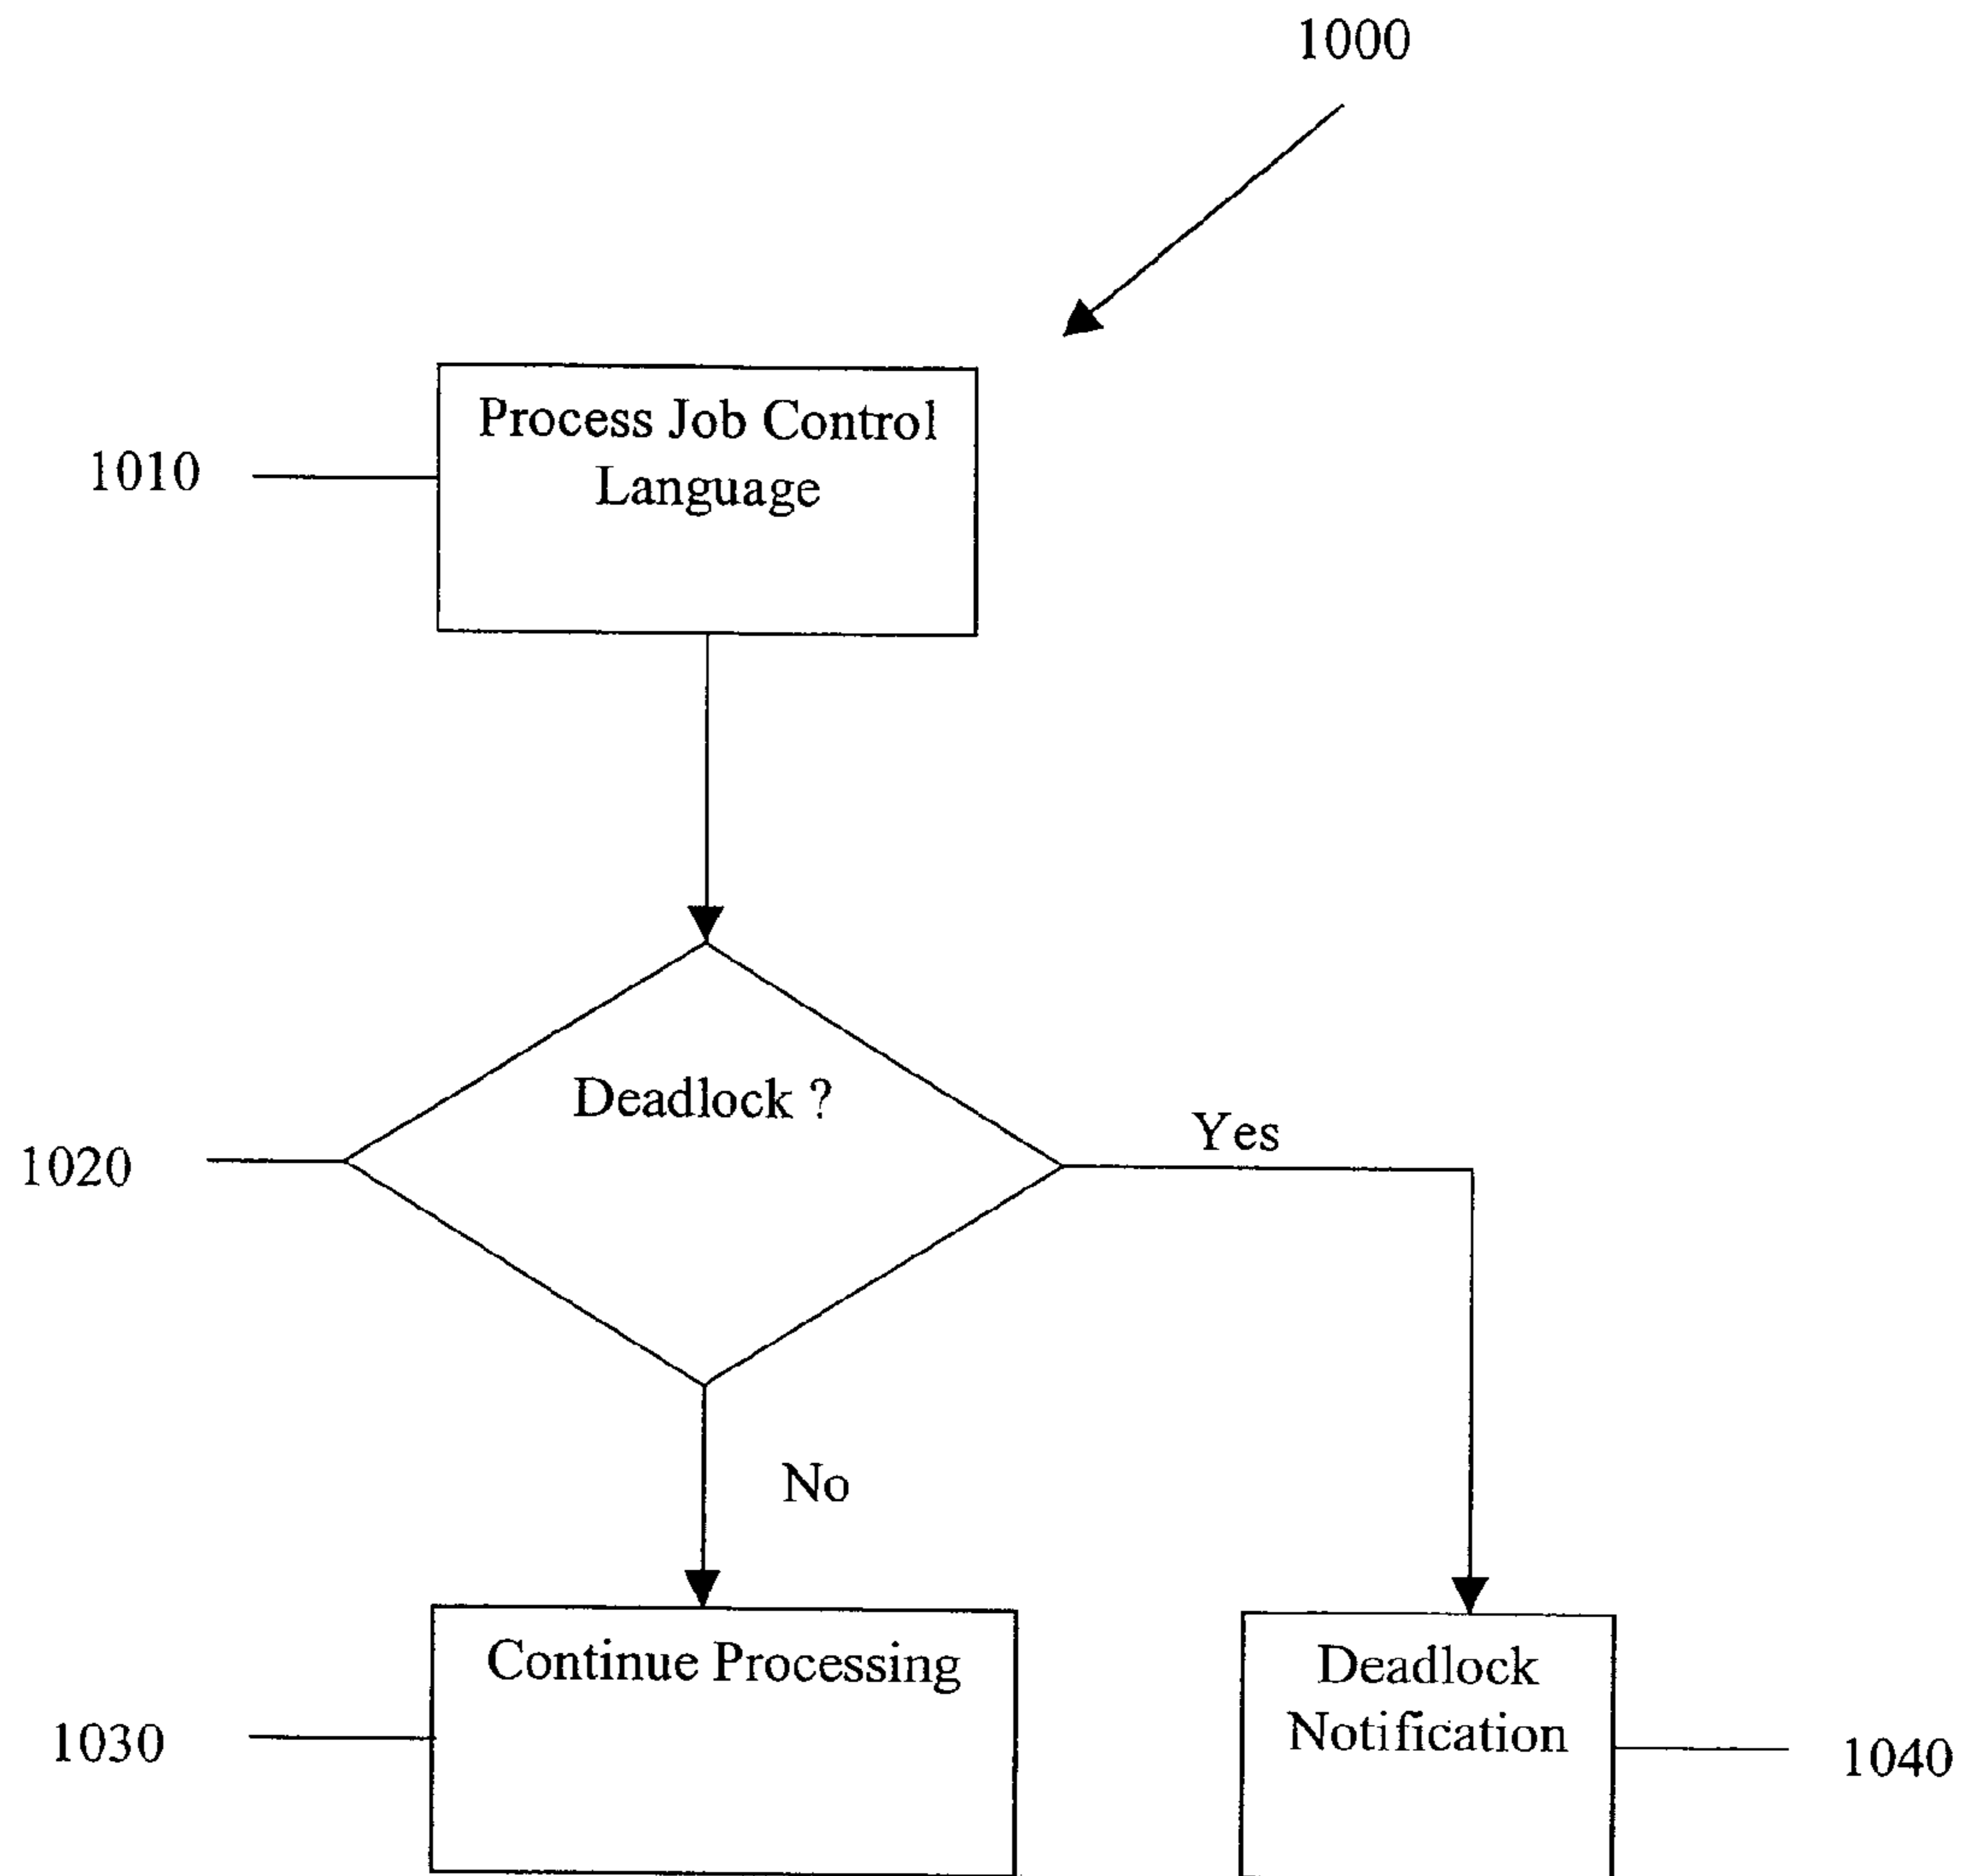 1000
Process Job Control
Language
1010
Deadlock ?
Yes
1020
No
Continue Processing
Deadlock
Notification
1030
1040